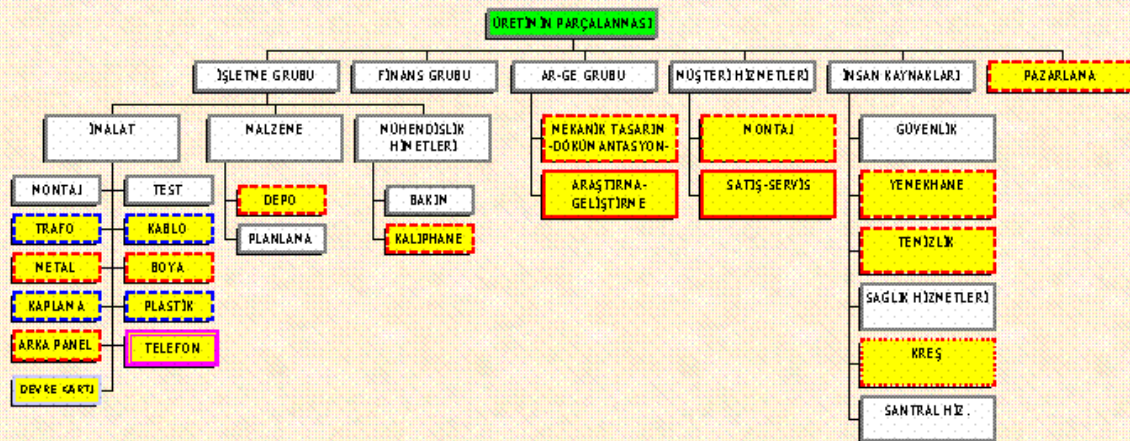 ÜRETİMİN PARÇALANMASI
İŞLETME GRUBU
FİNANS GRUBU
AR-GE GRUBU
MÜŞTERİ HİZMETLERİ
İNSAN KAYNAKLARI
PAZARLAMA
İMALAT
MALZEME
MÜHENDİSLİK
HİMETLERİ
MEKANİK TASARIM
-DÖKÜMANTASYON-
MONTAJ
GÜVENLİK
MONTAJ
TEST
DEPO
BAKIM
ARAŞTIRMA-
GELİŞTİRME
SATIŞ-SERVİS
YEMEKHANE
TRAFO
KABLO
PLANLAMA
KALIPHANE
TEMİZLİK
METAL
BOYA
KAPLAMA
PLASTİK
SAĞLIK HİZMETLERİ
ARKA PANEL
TELEFON
KREŞ
DEVRE KARTI
SANTRAL HİZ.